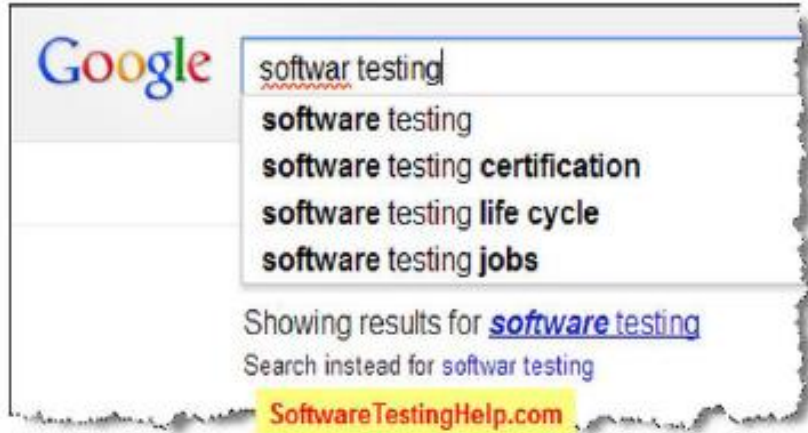 Google
softwar testing
software testing
software testing certification
software testing life cycle
software testing jobs
Showing results for software testing
Search instead for softwar testing
SoftwareTestingHelp.com